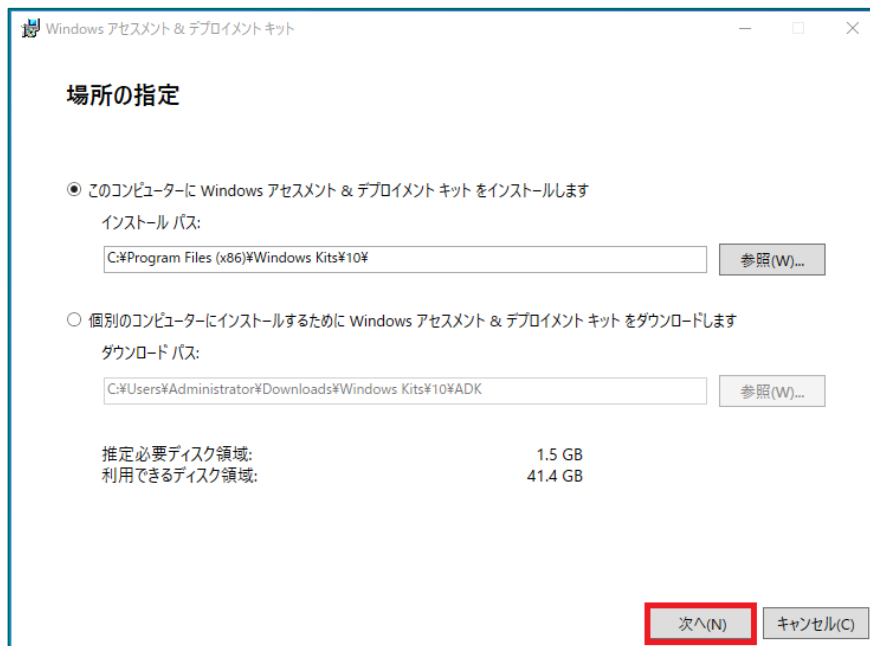 Windows アセスメント & デプロイメント キット
場所の指定
このコンピューターに Windows アセスメント & デプロイメント キット をインストールします
インストール パス:
C:¥Program Files (x86)¥Windows Kits¥10¥
参照(W)...
個別のコンピューターにインストールするために Windows アセスメント & デプロイメント キット をダウンロードします
ダウンロード パス:
C:¥Users¥Administrator¥Downloads¥Windows Kits¥10¥ADK
参照(W)...
推定必要ディスク領域: 1.5 GB
利用できるディスク領域: 41.4 GB
次へ(N) キャンセル(C)